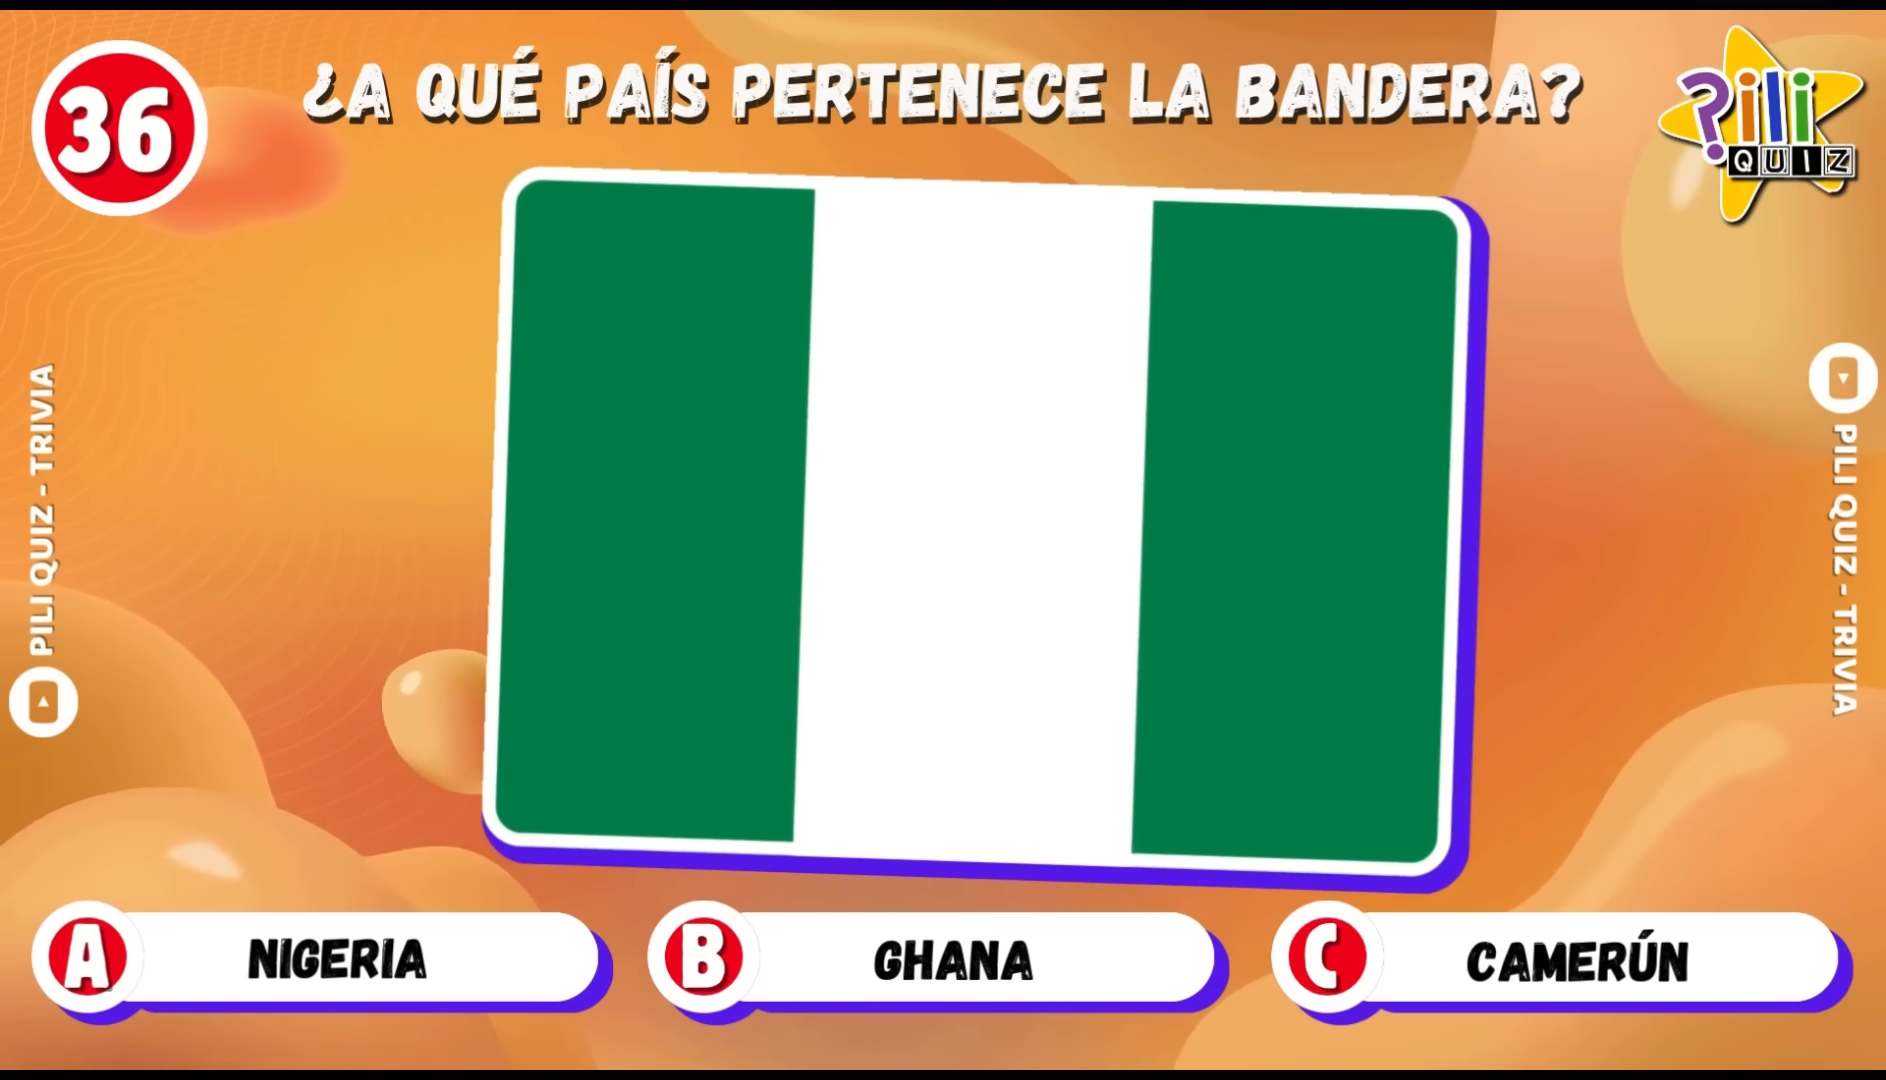 36
¿A QUÉ PAÍS PERTENECE LA BANDERA?
?ili
QUIZ
PILI QUIZ - TRIVIA
PILI QUIZ - TRIVIA
A NIGERIA
B GHANA
C CAMERÚN